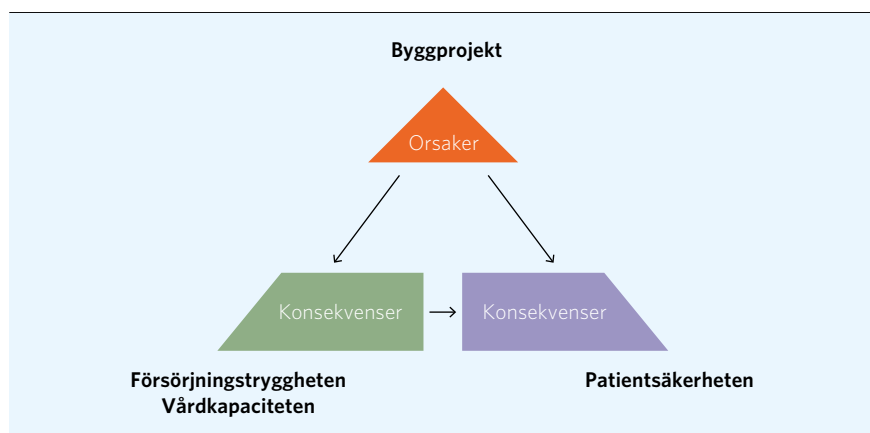 Byggprojekt
Orsaker
Konsekvenser
Konsekvenser
Försörjningstryggheten
Vårdkapaciteten
Patientsäkerheten